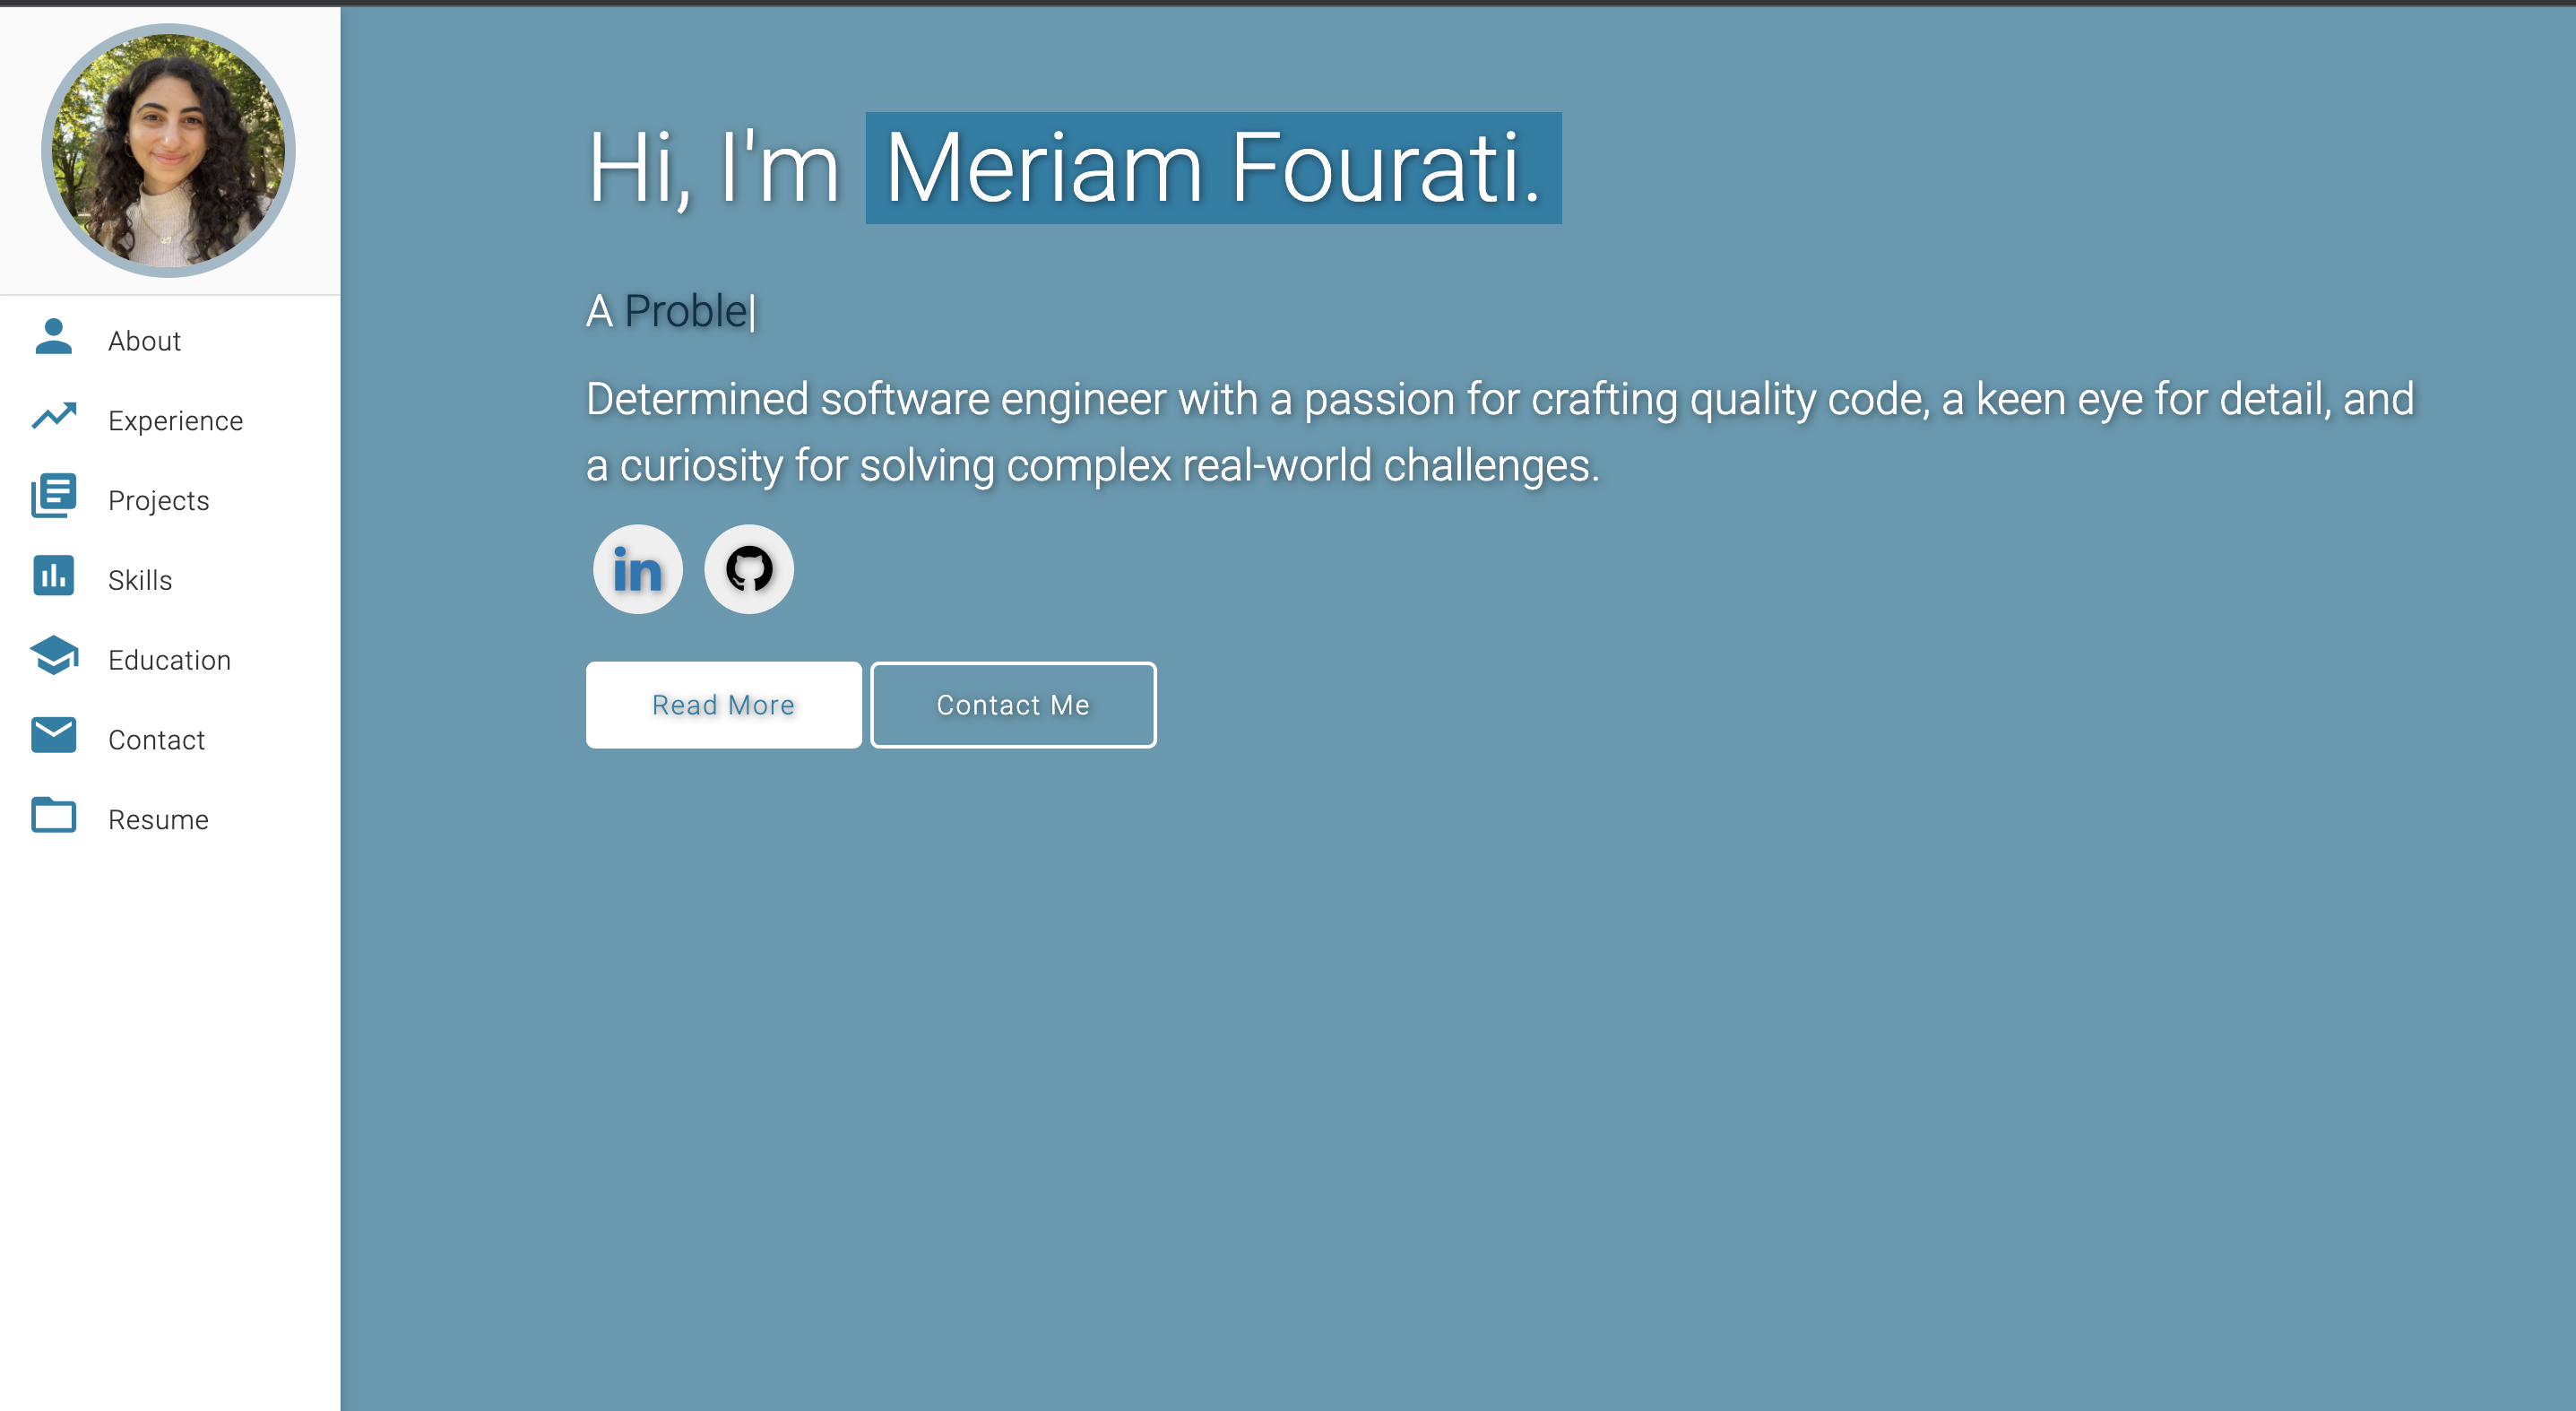 About
Experience
Projects
Skills
Education
Contact
Resume
Hi, I'm Meriam Fourati.
A Proble|
Determined software engineer with a passion for crafting quality code, a keen eye for detail, and
a curiosity for solving complex real-world challenges.
in
Read More
Contact Me